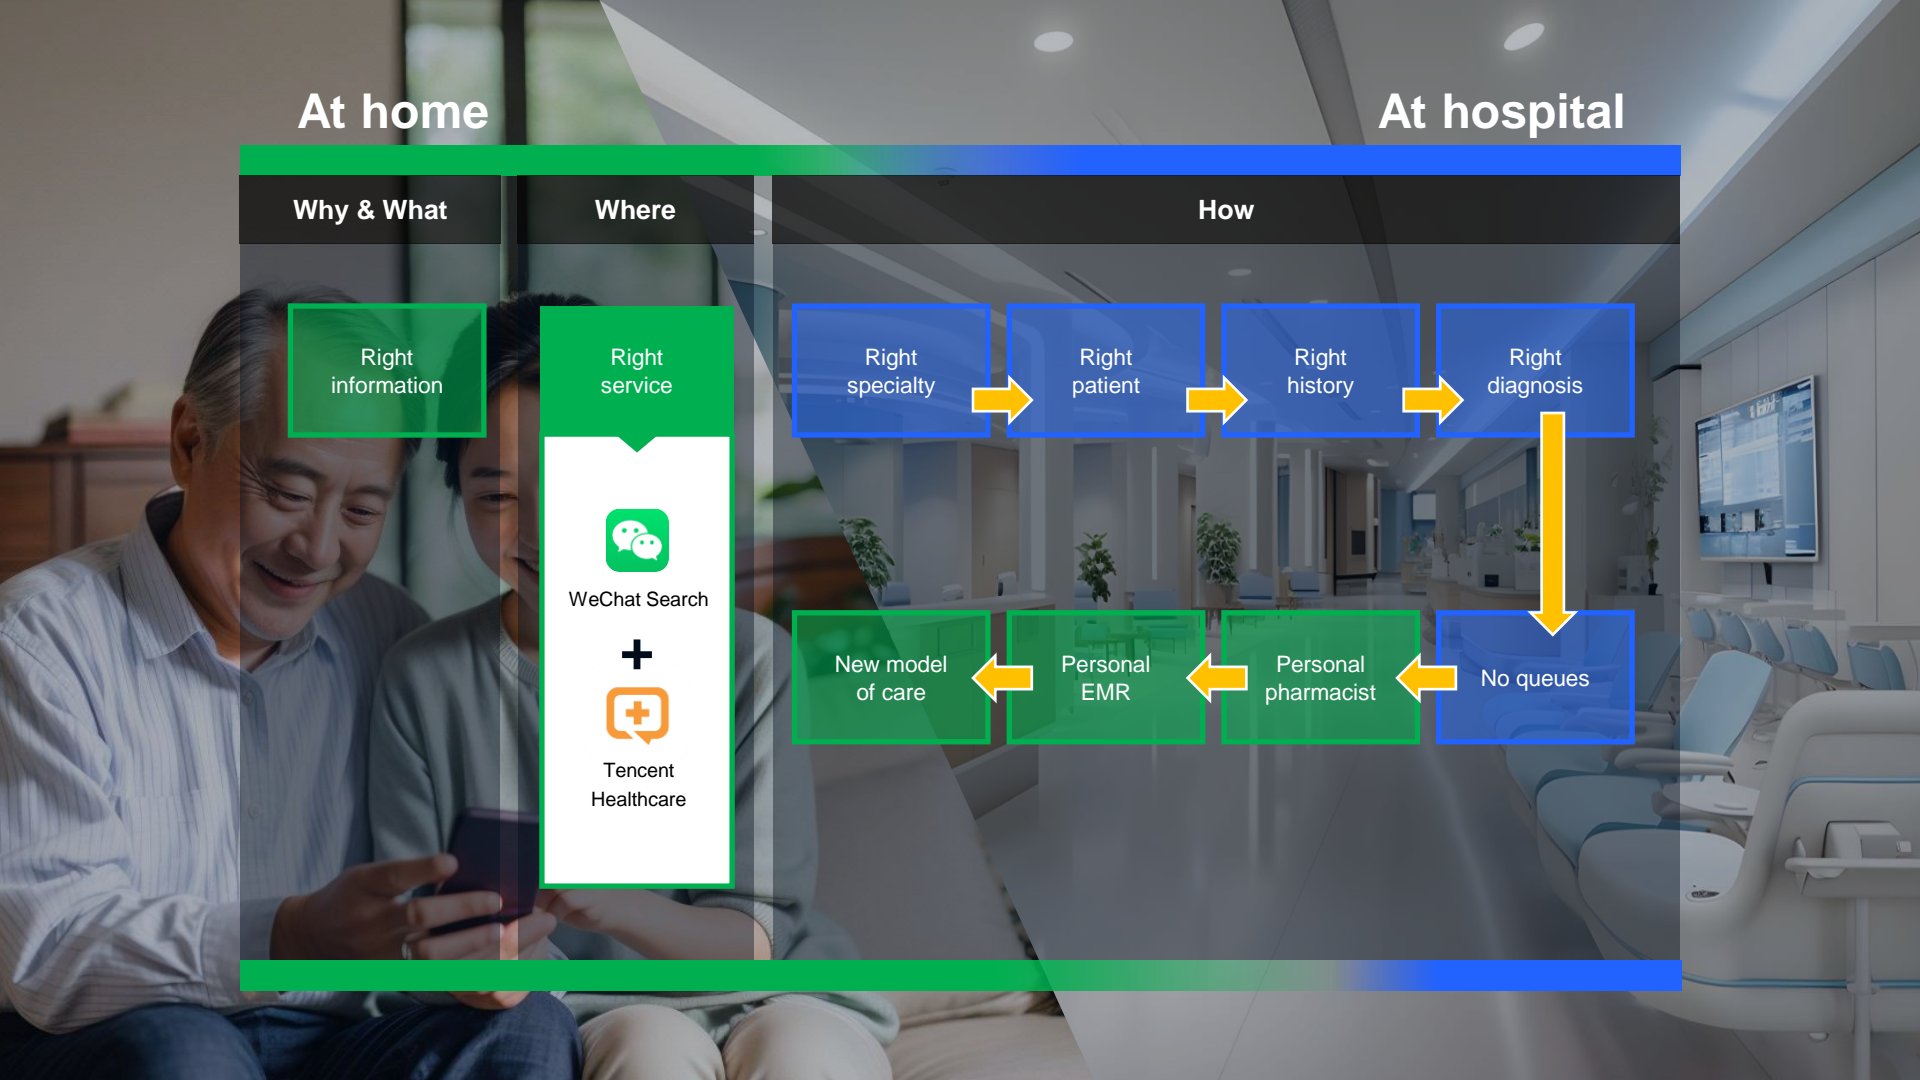 At home
At hospital
Why & What
Where
How
Right
information
Right
service
WeChat Search
+
Tencent
Healthcare
Right
specialty
Right
patient
Right
history
Right
diagnosis
New model
of care
Personal
EMR
Personal
pharmacist
No queues